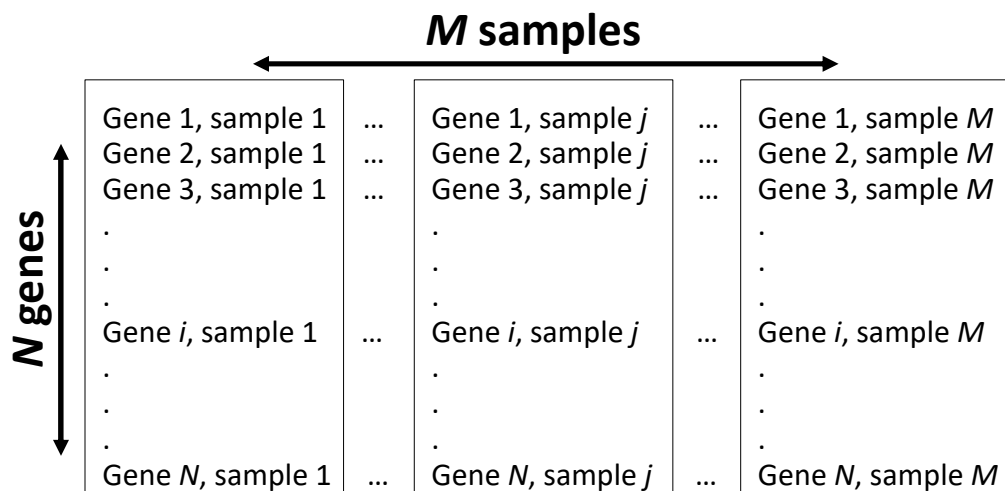 M samples
N genes
Gene 1, sample 1 ... Gene 1, sample j ... Gene 1, sample M
Gene 2, sample 1 ... Gene 2, sample j ... Gene 2, sample M
Gene 3, sample 1 ... Gene 3, sample j ... Gene 3, sample M
. . .
. . .
. . .
Gene i, sample 1 ... Gene i, sample j ... Gene i, sample M
. . .
. . .
. . .
Gene N, sample 1 ... Gene N, sample j ... Gene N, sample M